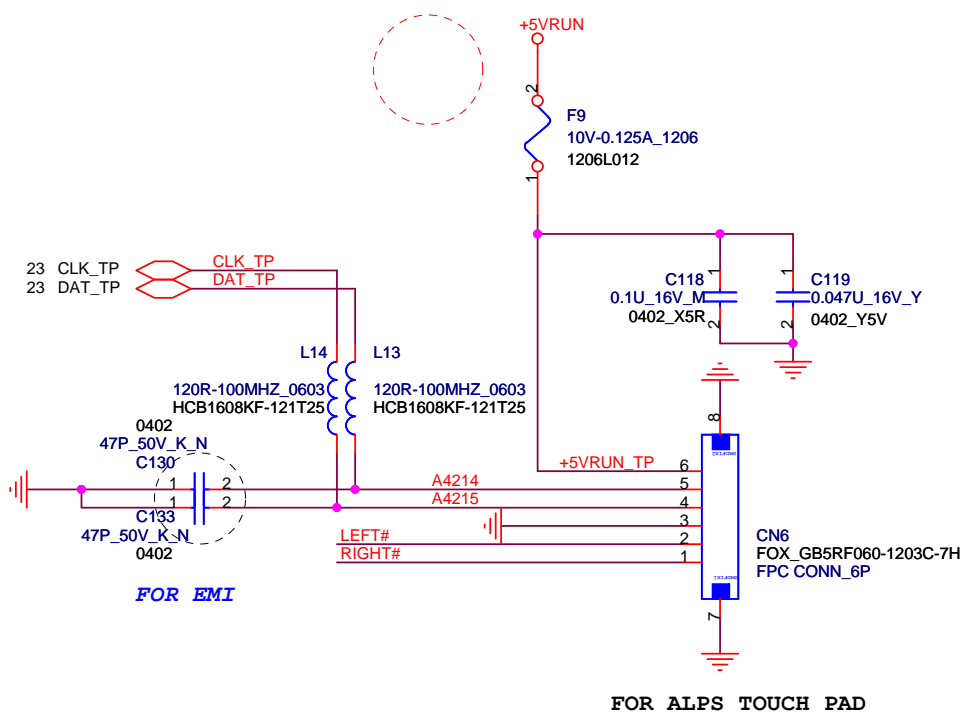 +5VRUN
2
F9
10V-0.125A_1206
1206L012
1
23 CLK_TP
CLK_TP
23 DAT_TP
DAT_TP
1
C118
0.1U_16V_M
0402_X5R
2
1
C119
0.047U_16V_Y
0402_Y5V
2
L14
L13
120R-100MHZ_0603
HCB1608KF-121T25
120R-100MHZ_0603
HCB1608KF-121T25
0402
47P_50V_K_N
C130
1
2
1
2
C133
47P_50V_K_N
0402
FOR EMI
8
+5VRUN_TP
6
A4214
5
A4215
4
3
LEFT#
2
RIGHT#
1
CN6
FOX_GB5RF060-1203C-7H
FPC CONN_6P
7
FOR ALPS TOUCH PAD